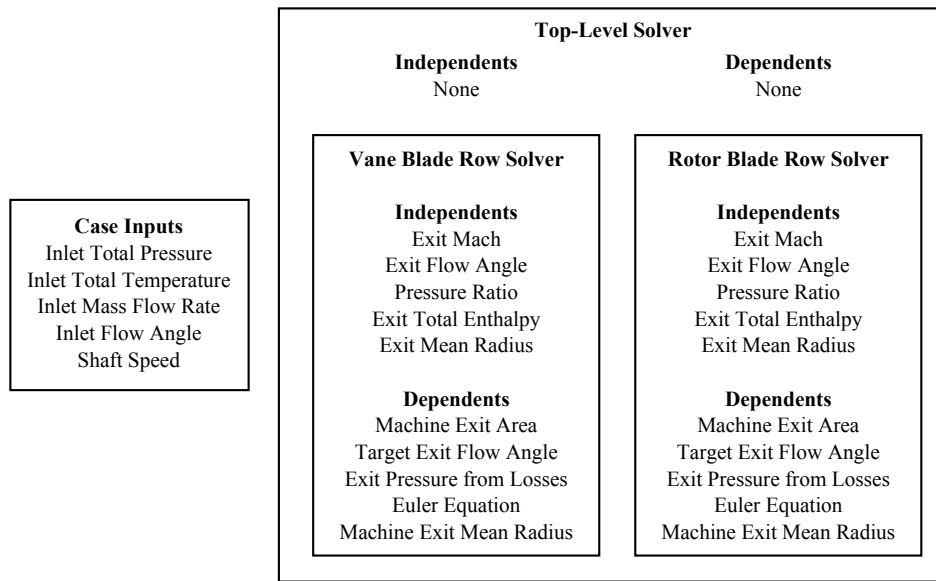 Top-Level Solver
Independents
None
Dependents
None
Case Inputs
Inlet Total Pressure
Inlet Total Temperature
Inlet Mass Flow Rate
Inlet Flow Angle
Shaft Speed
Vane Blade Row Solver
Independents
Exit Mach
Exit Flow Angle
Pressure Ratio
Exit Total Enthalpy
Exit Mean Radius
Dependents
Machine Exit Area
Target Exit Flow Angle
Exit Pressure from Losses
Euler Equation
Machine Exit Mean Radius
Rotor Blade Row Solver
Independents
Exit Mach
Exit Flow Angle
Pressure Ratio
Exit Total Enthalpy
Exit Mean Radius
Dependents
Machine Exit Area
Target Exit Flow Angle
Exit Pressure from Losses
Euler Equation
Machine Exit Mean Radius